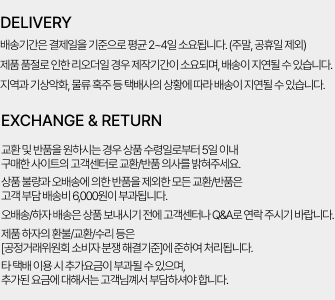 DELIVERY
배송기간은 결제일을 기준으로 평균 2~4일 소요됩니다. (주말, 공휴일 제외)
제품 품절로 인한 리오더일 경우 제작기간이 소요되며, 배송이 지연될 수 있습니다.
지역과 기상악화, 물류 혹주 등 택배사의 상황에 따라 배송이 지연될 수 있습니다.
EXCHANGE & RETURN
교환 및 반품을 원하시는 경우 상품 수령일로부터 5일 이내
구매한 사이트의 고객센터로 교환/반품 의사를 밝혀주세요.
상품 불량과 오배송에 의한 반품을 제외한 모든 교환/반품은
고객 부담 배송비 6,000원이 부과됩니다.
오배송/하자 배송은 상품 보내시기 전에 고객센터나 Q&A로 연락 주시기 바랍니다.
제품 하자의 환불/교환/수리 등은
[공정거래위원회 소비자 분쟁 해결기준]에 준하여 처리됩니다.
타 택배 이용 시 추가요금이 부과될 수 있으며,
추가된 요금에 대해서는 고객님께서 부담하셔야 합니다.